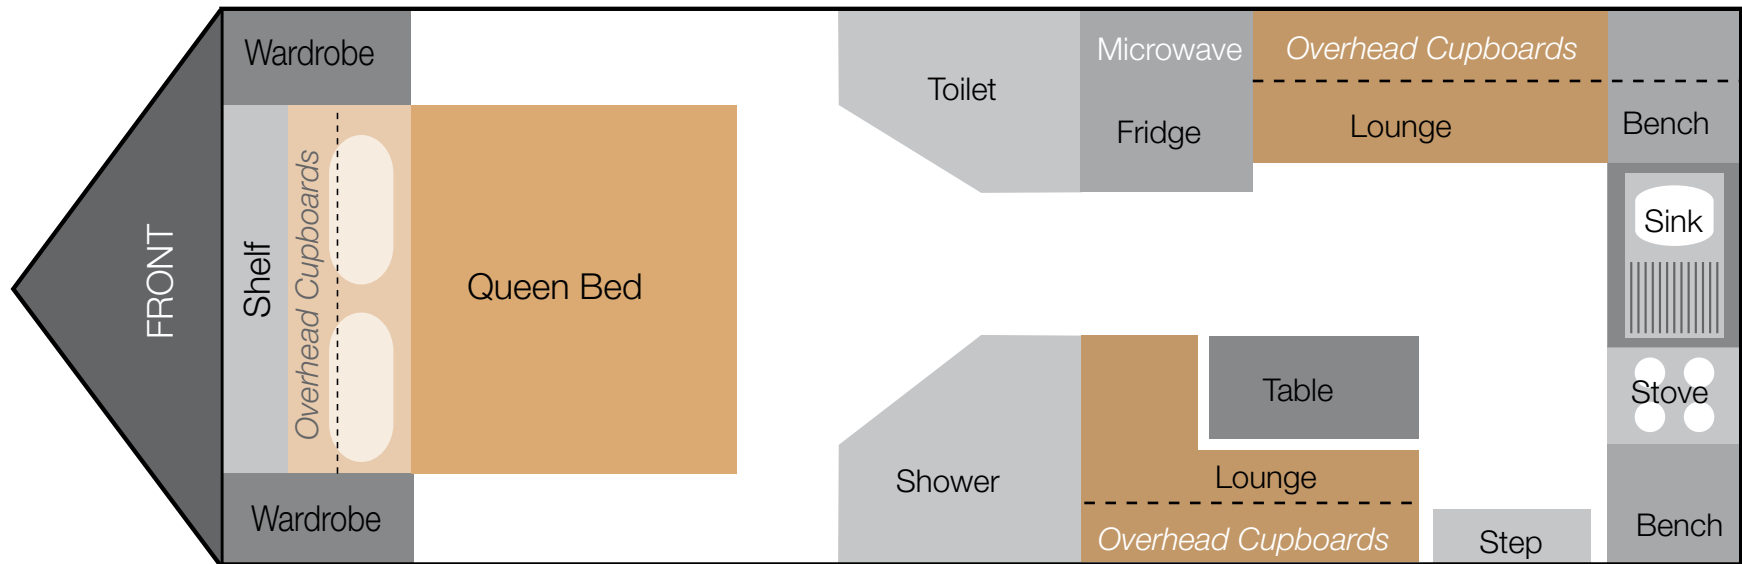 FRONT
Wardrobe
Shelf
Overhead Cupboards
Queen Bed
Wardrobe
Toilet
Microwave
Fridge
Overhead Cupboards
Lounge
Bench
Sink
Stove
Table
Shower
Lounge
Overhead Cupboards
Step
Bench